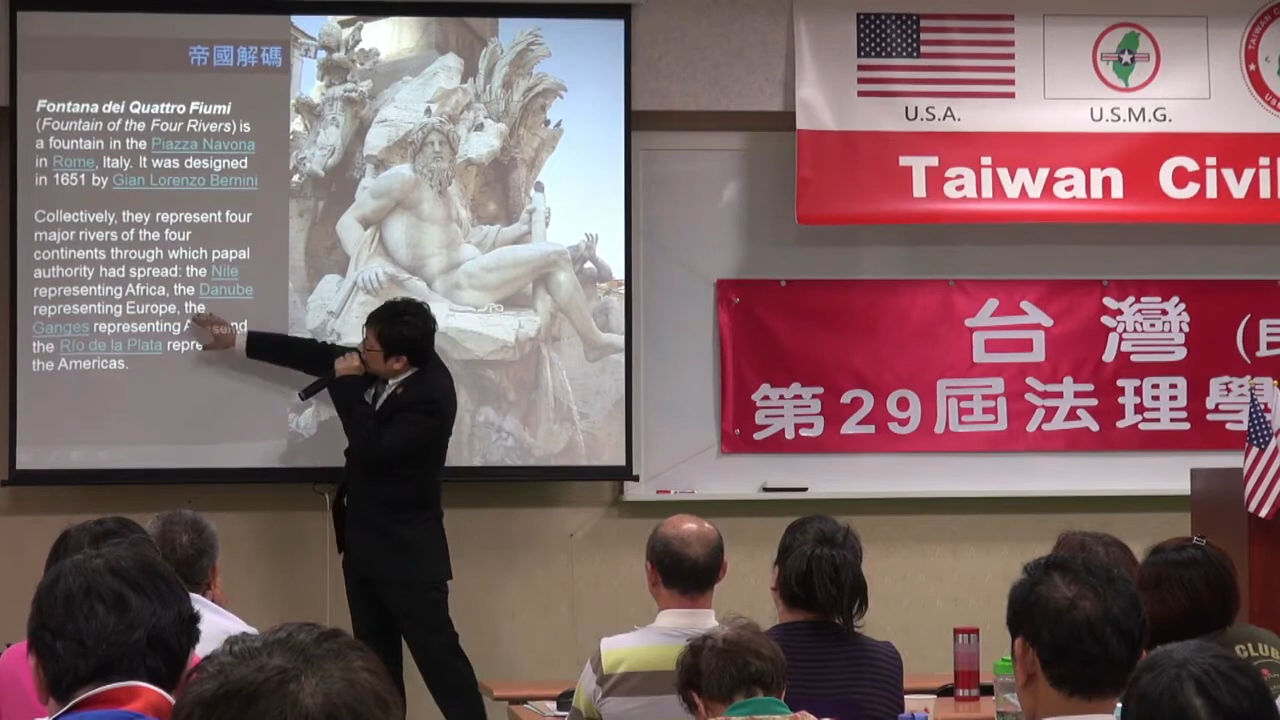 帝國解碼
Fontana dei Quattro Fiumi
(Fountain of the Four Rivers) is
a fountain in the Piazza Navona
in Rome, Italy. It was designed
in 1651 by Gian Lorenzo Bernini
Collectively, they represent four
major rivers of the four
continents through which papal
authority had spread: the Nile
representing Africa, the Danube
representing Europe, the
Ganges representing
the Río de la Plata
the Americas.
U.S.A.
U.S.M.G.
Taiwan Civil
台灣
第29屆法理學
CLUB